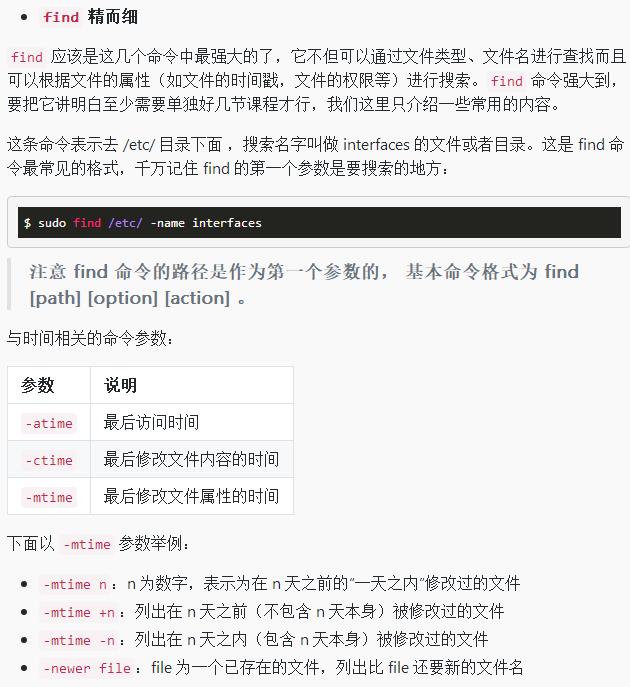 find 精而细
find 应该是这几个命令中最强大的了，它不但可以通过文件类型、文件名进行查找而且
可以根据文件的属性（如文件的时间戳，文件的权限等）进行搜索。find 命令强大到，
要把它讲明白至少需要单独好几节课程才行，我们这里只介绍一些常用的内容。
这条命令表示去 /etc/ 目录下面 ，搜索名字叫做 interfaces 的文件或者目录。这是 find 命
令最常见的格式，千万记住 find 的第一个参数是要搜索的地方：
$ sudo find /etc/ -name interfaces
注意 find 命令的路径是作为第一个参数的， 基本命令格式为 find
[path] [option] [action] 。
与时间相关的命令参数：
参数 说明
-atime 最后访问时间
-ctime 最后修改文件内容的时间
-mtime 最后修改文件属性的时间
下面以 -mtime 参数举例：
-mtime n：n 为数字，表示为在 n 天之前的“一天之内”修改过的文件
-mtime +n：列出在 n 天之前（不包含 n 天本身）被修改过的文件
-mtime -n：列出在 n 天之内（包含 n 天本身）被修改过的文件
-newer file：file 为一个已存在的文件，列出比 file 还要新的文件名